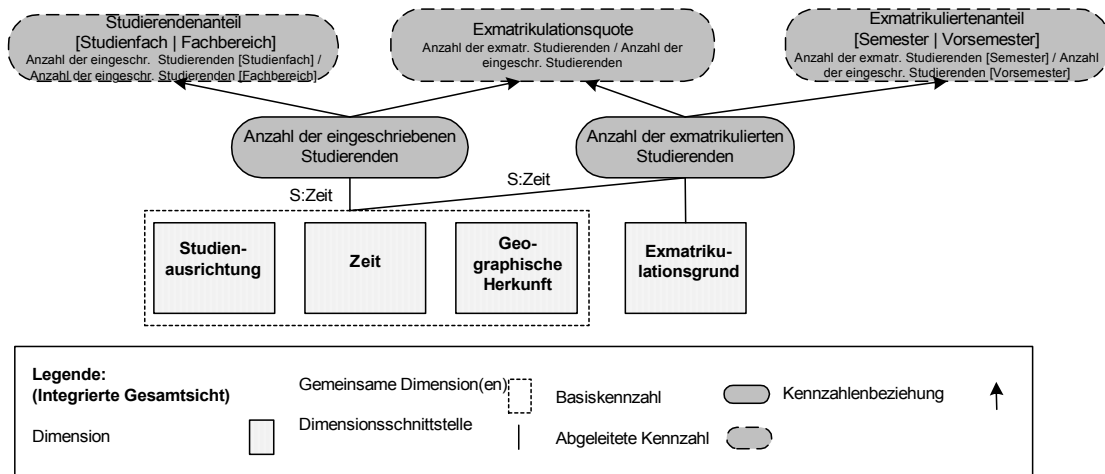 Studierendenanteil
[Studienfach | Fachbereich]
Anzahl der eingeschr. Studierenden [Studienfach] /
Anzahl der eingeschr. Studierenden [Fachbereich]
Exmatrikulationsquote
Anzahl der exmatr. Studierenden / Anzahl der
eingeschr. Studierenden
Exmatrikuliertenanteil
[Semester | Vorsemester]
Anzahl der exmatr. Studierenden [Semester] / Anzahl
der eingeschr. Studierenden [Vorsemester]
Anzahl der eingeschriebenen
Studierenden
Anzahl der exmatrikulierten
Studierenden
S:Zeit
S:Zeit
Studien-
ausrichtung
Zeit
Geo-
graphische
Herkunft
Exmatriku-
lationsgrund
Legende:
(Integrierte Gesamtsicht)
Dimension
Gemeinsame Dimension(en)
Dimensionsschnittstelle
Basiskennzahl
Abgeleitete Kennzahl
Kennzahlenbeziehung